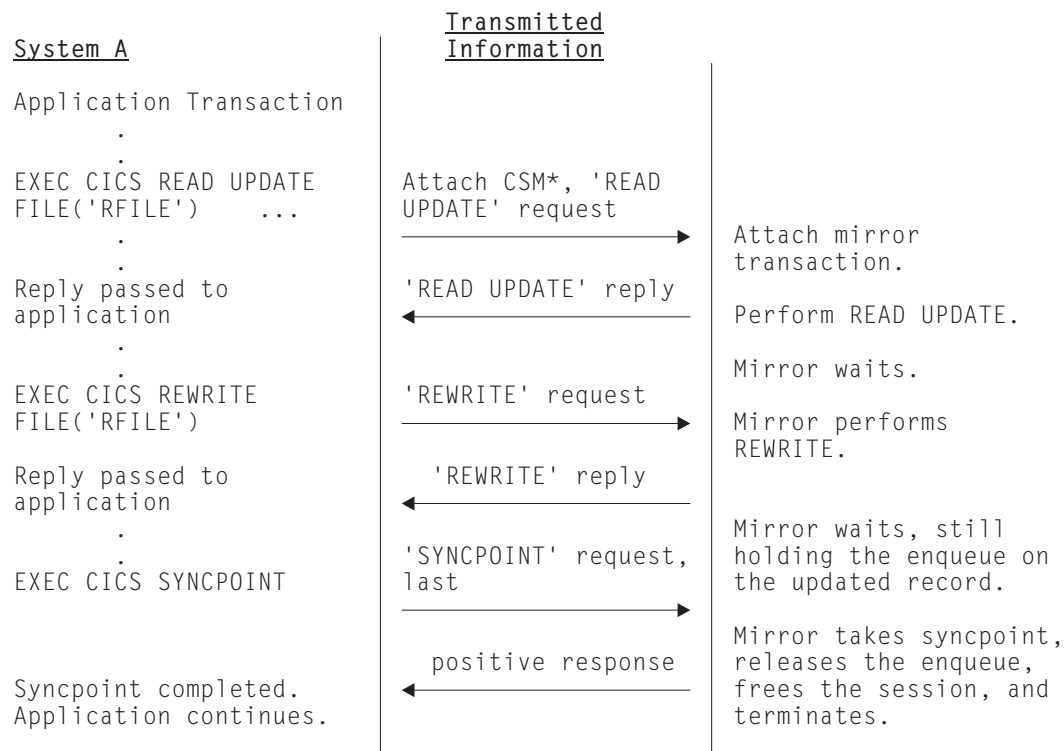 Transmitted
System A Information
Application Transaction
.
.
EXEC CICS READ UPDATE Attach CSM*, 'READ
FILE('RFILE') ... UPDATE' request
. Attach mirror
. transaction.
Reply passed to 'READ UPDATE' reply
application Perform READ UPDATE.
.
. Mirror waits.
EXEC CICS REWRITE 'REWRITE' request
FILE('RFILE') Mirror performs
REWRITE.
Reply passed to 'REWRITE' reply
application
. Mirror waits, still
. 'SYNCPOINT' request, holding the enqueue on
EXEC CICS SYNCPOINT last the updated record.
Mirror takes syncpoint,
positive response releases the enqueue,
Syncpoint completed. frees the session, and
Application continues. terminates.